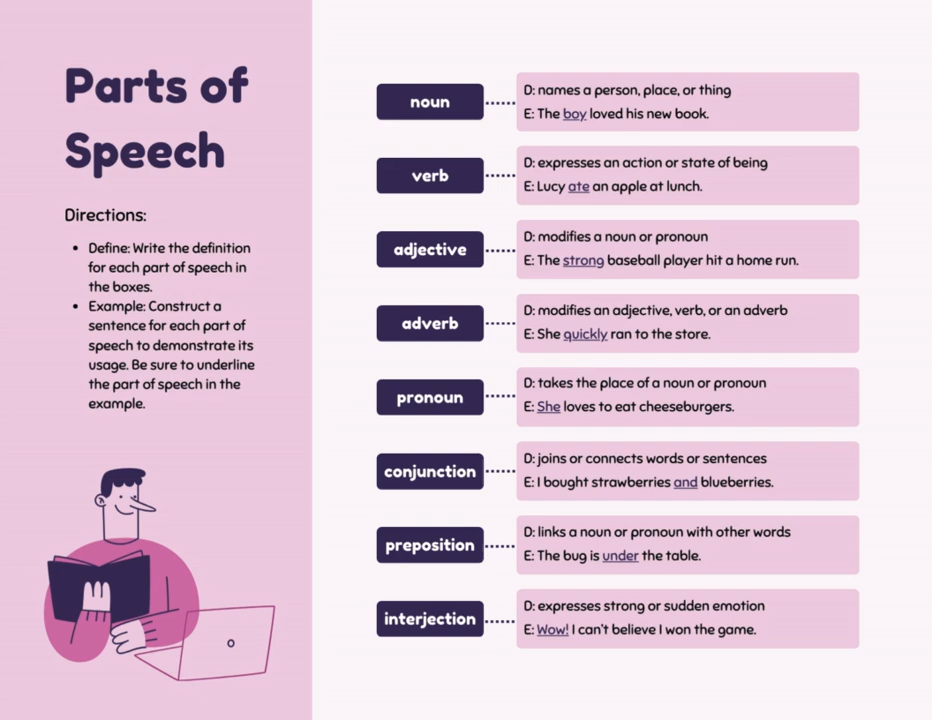 Parts of
Speech
Directions:
• Define: Write the definition
for each part of speech in
the boxes.
• Example: Construct a
sentence for each part of
speech to demonstrate its
usage. Be sure to underline
the part of speech in the
example.
noun
D: names a person, place, or thing
E: The boy loved his new book.
verb
D: expresses an action or state of being
E: Lucy ate an apple at lunch.
adjective
D: modifies a noun or pronoun
E: The strong baseball player hit a home run.
adverb
D: modifies an adjective, verb, or an adverb
E: She quickly ran to the store.
pronoun
D: takes the place of a noun or pronoun
E: She loves to eat cheeseburgers.
conjunction
D: joins or connects words or sentences
E: I bought strawberries and blueberries.
preposition
D: links a noun or pronoun with other words
E: The bug is under the table.
interjection
D: expresses strong or sudden emotion
E: Wow! I can't believe I won the game.